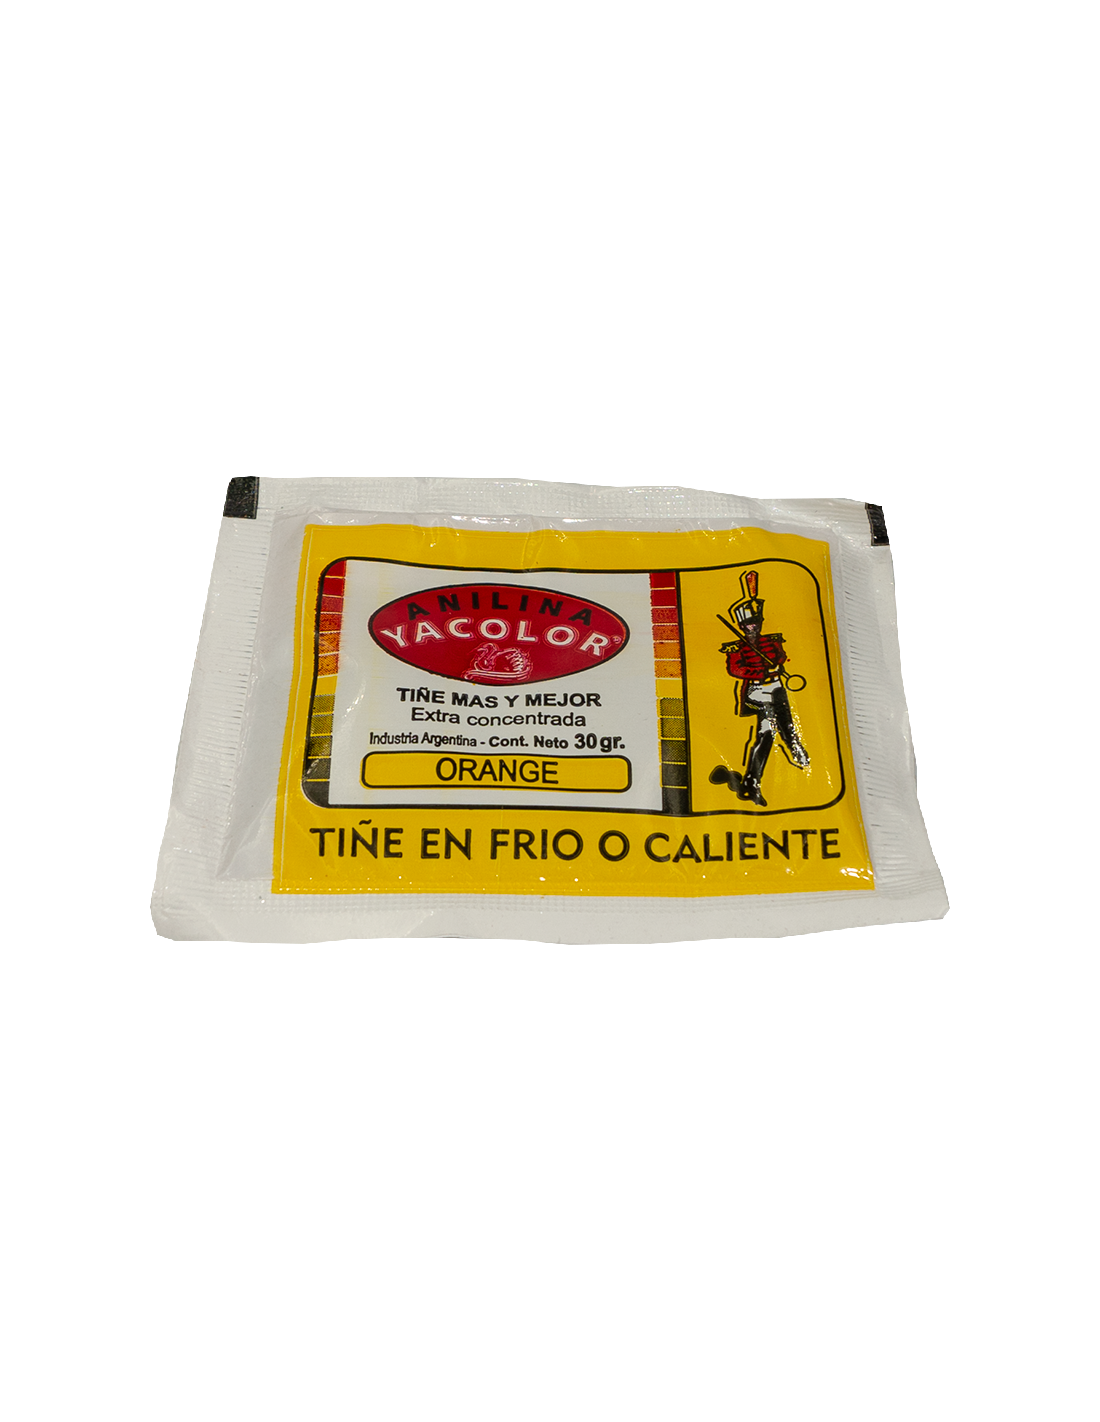 ANILINA
YACOLOR®
TIÑE MAS Y MEJOR
Extra concentrada
Industria Argentina - Cont. Neto 30 gr.
ORANGE
TIÑE EN FRIO O CALIENTE